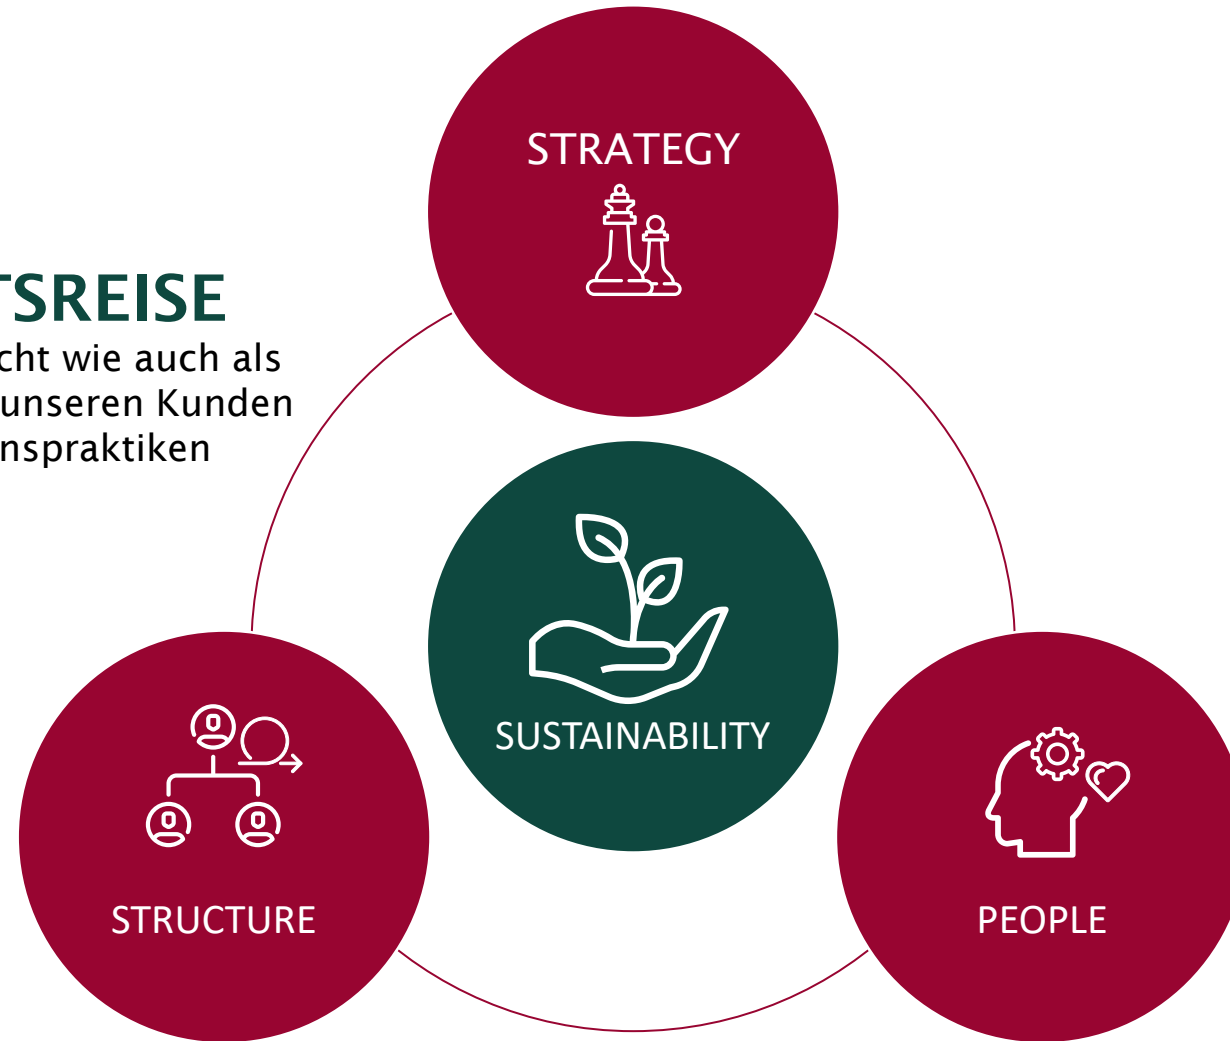 STRATEGY
TSREISE
cht wie auch als
unseren Kunden
nspraktiken
SUSTAINABILITY
STRUCTURE
PEOPLE